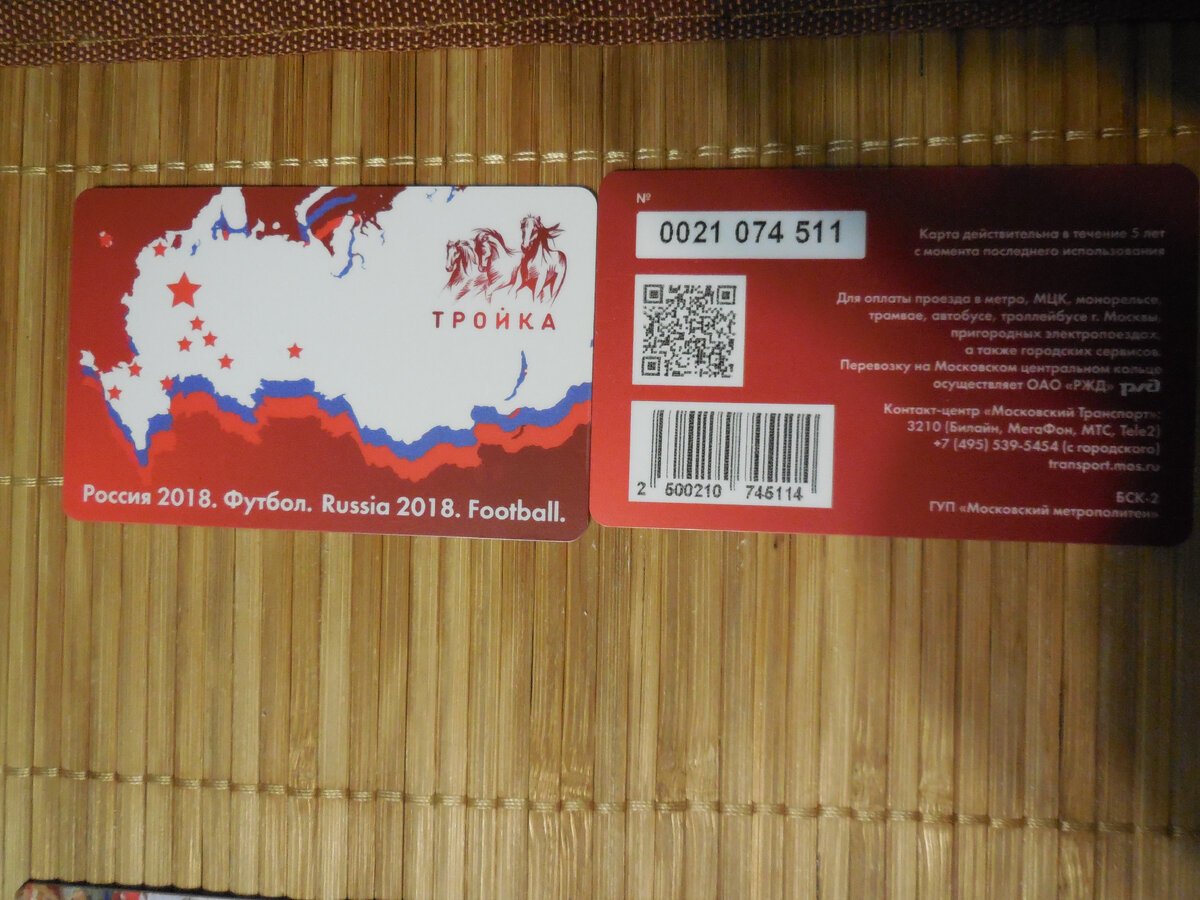 ТРОЙКА
Россия 2018. Футбол. Russia 2018. Football.
№
0021 074 511
Карта действительна в течение 5 лет
с момента последнего использования
Для оплаты проезда в метро, МЦК, монорельсе,
трамвае, автобусе, троллейбусе г. Москвы,
пригородных электропоездах,
а также городских сервисов.
Перевозку на Московском центральном кольце
осуществляет ОАО «РЖД» РЖД
Контакт-центр «Московский Транспорт»:
3210 (Билайн, МегаФон, МТС, Tele2)
+7 (495) 539-5454 (с городского)
transport.mos.ru
2 500210 745114
БСК-2
ГУП «Московский метрополитен»